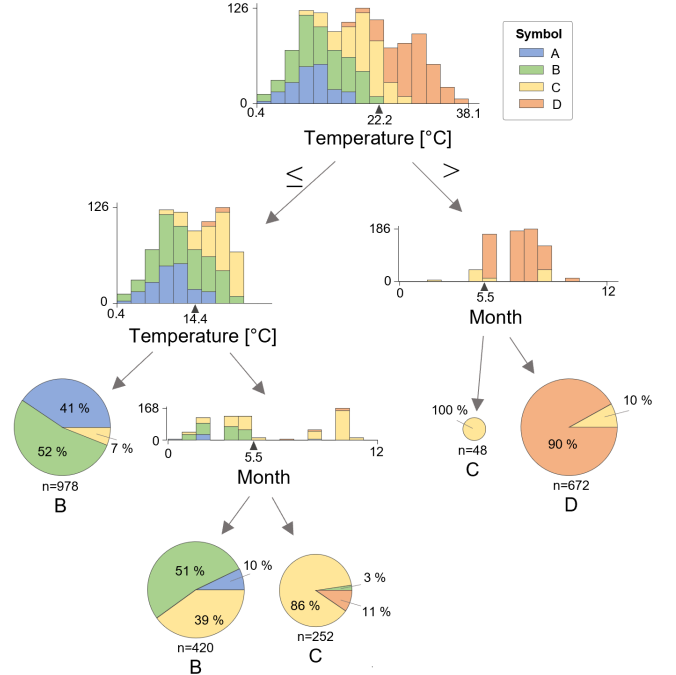 126
0
0.4
22.2
38.1
Temperature [°C]
Symbol
A
B
C
D
≤
>
126
0
0.4
14.4
Temperature [°C]
186
0
0
5.5
12
Month
41 %
52 %
7 %
n=978
B
168
0
0
5.5
12
Month
100 %
n=48
C
10 %
90 %
n=672
D
51 %
10 %
39 %
n=420
B
3 %
86 %
11 %
n=252
C